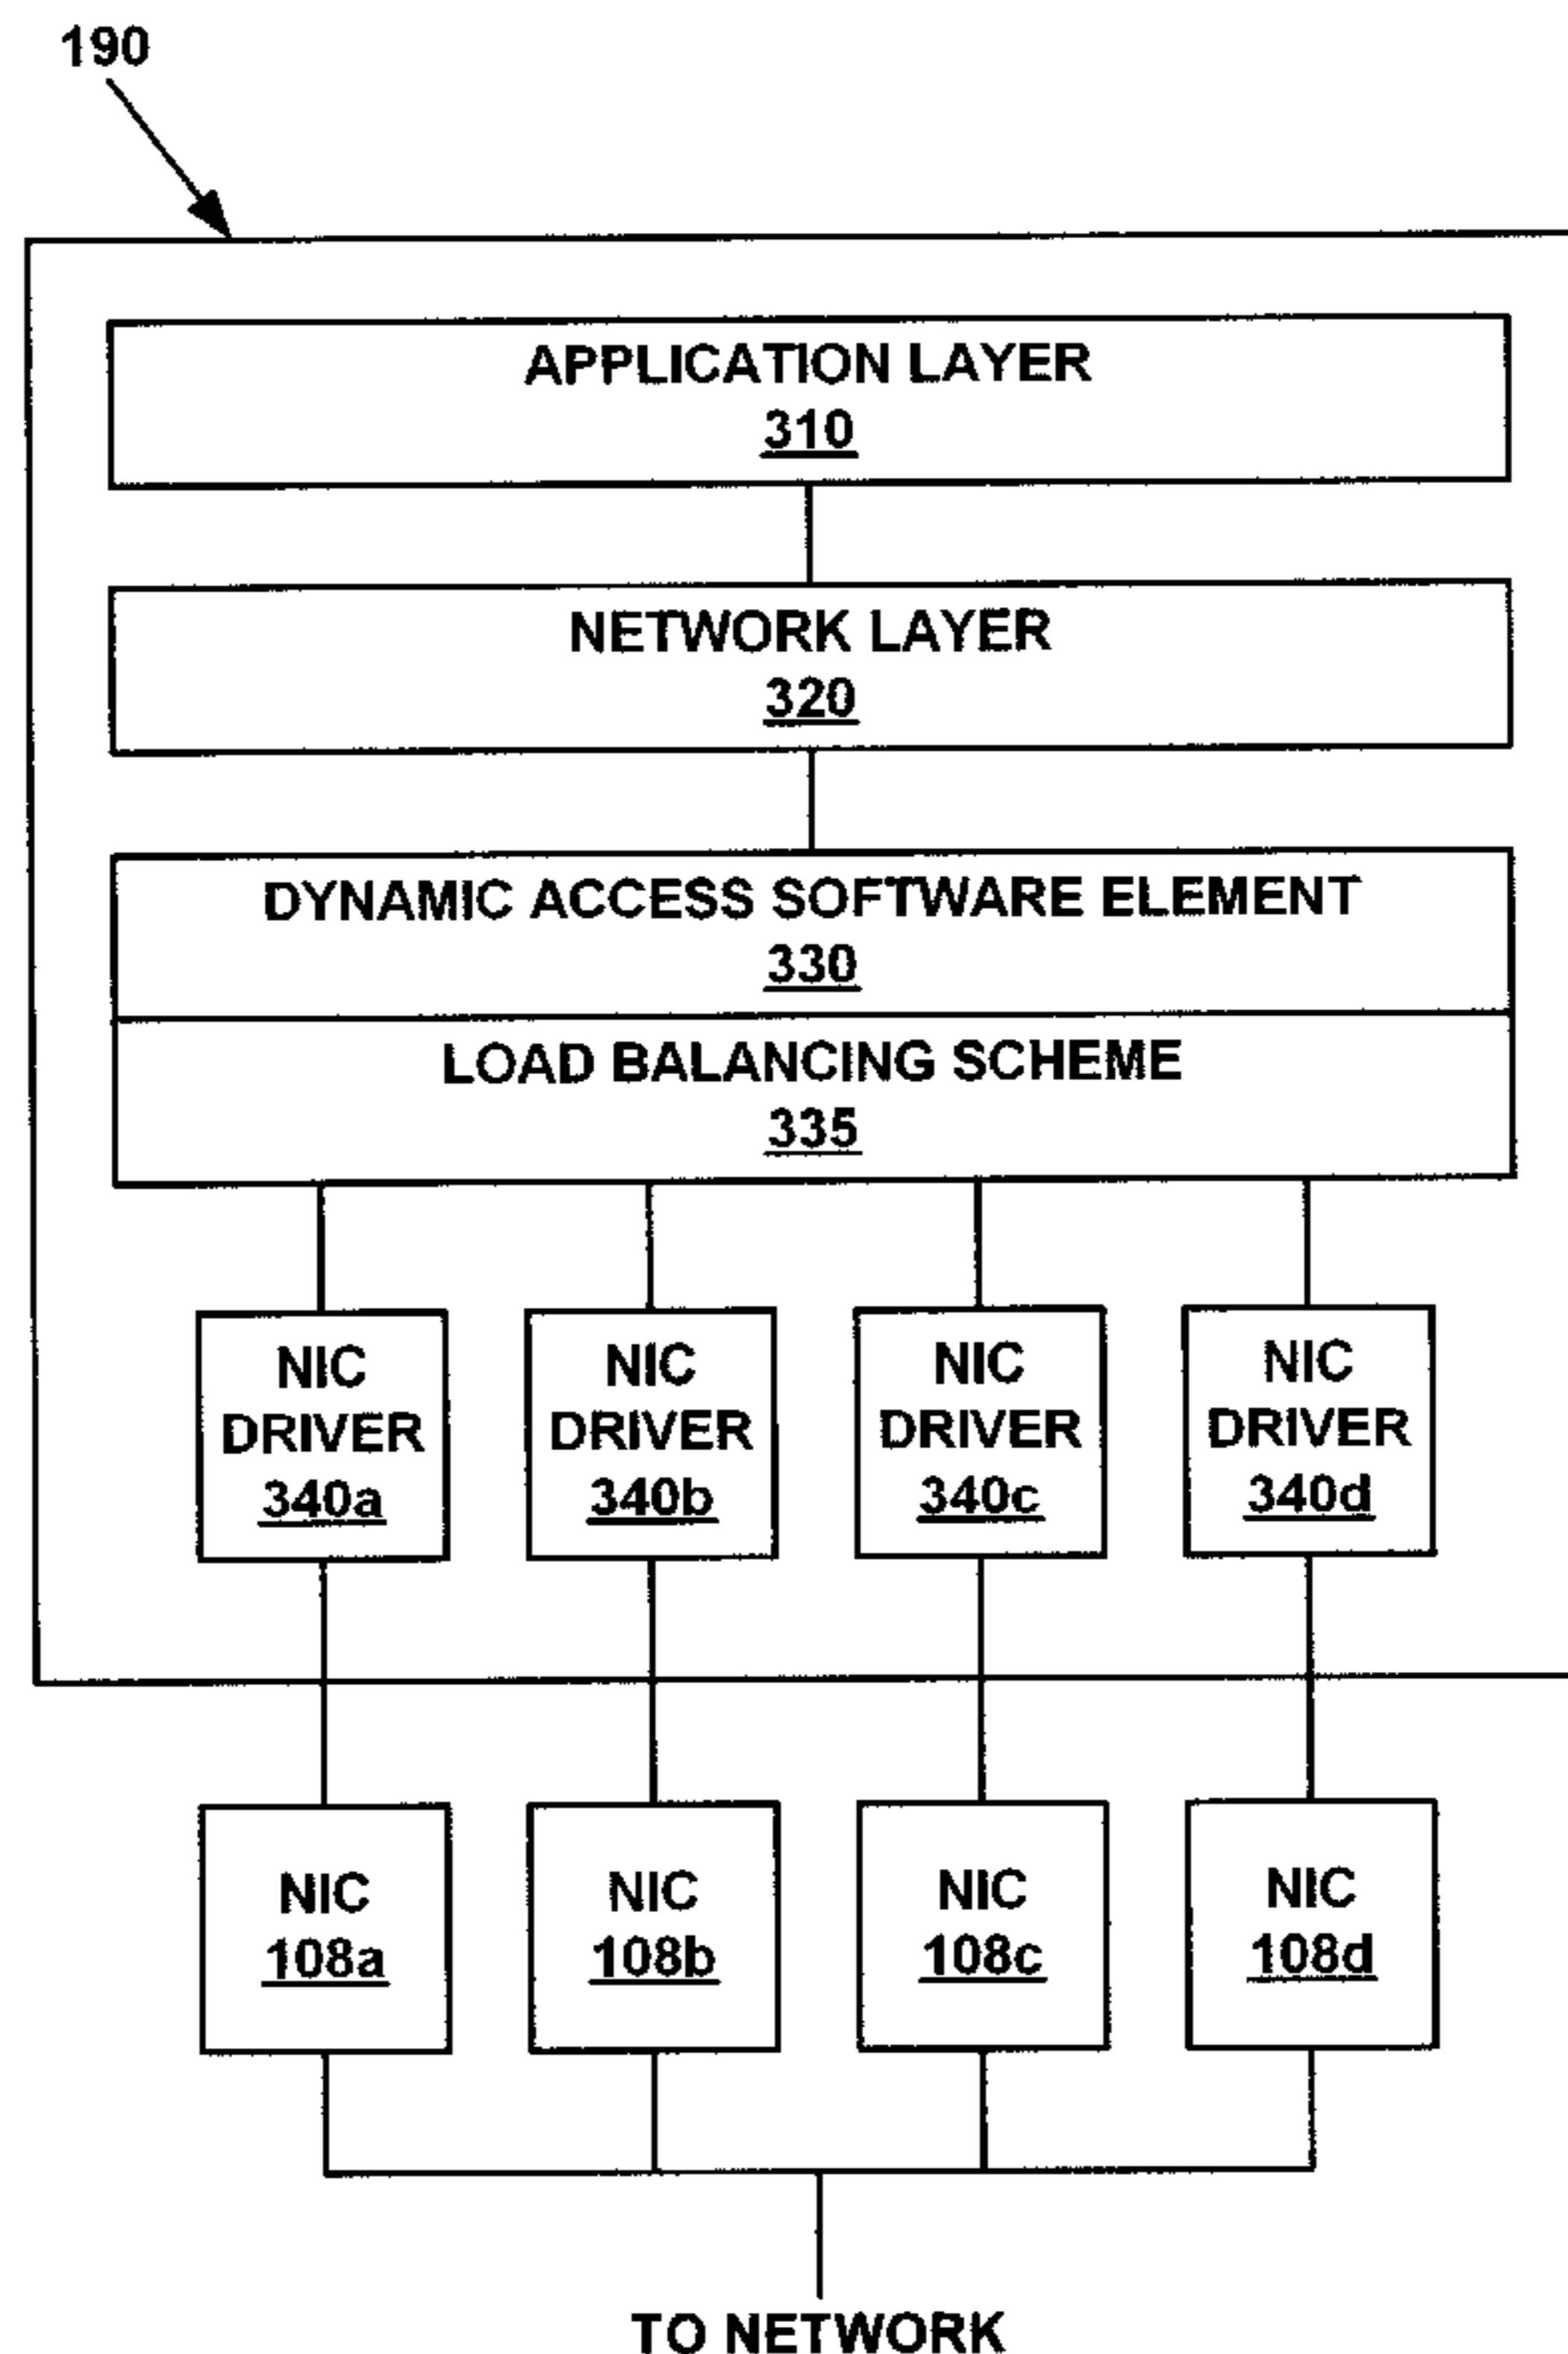 190
APPLICATION LAYER
310
NETWORK LAYER
320
DYNAMIC ACCESS SOFTWARE ELEMENT
330
LOAD BALANCING SCHEME
335
NIC
DRIVER
340a
NIC
DRIVER
340b
NIC
DRIVER
340c
NIC
DRIVER
340d
NIC
108a
NIC
108b
NIC
108c
NIC
108d
TO NETWORK